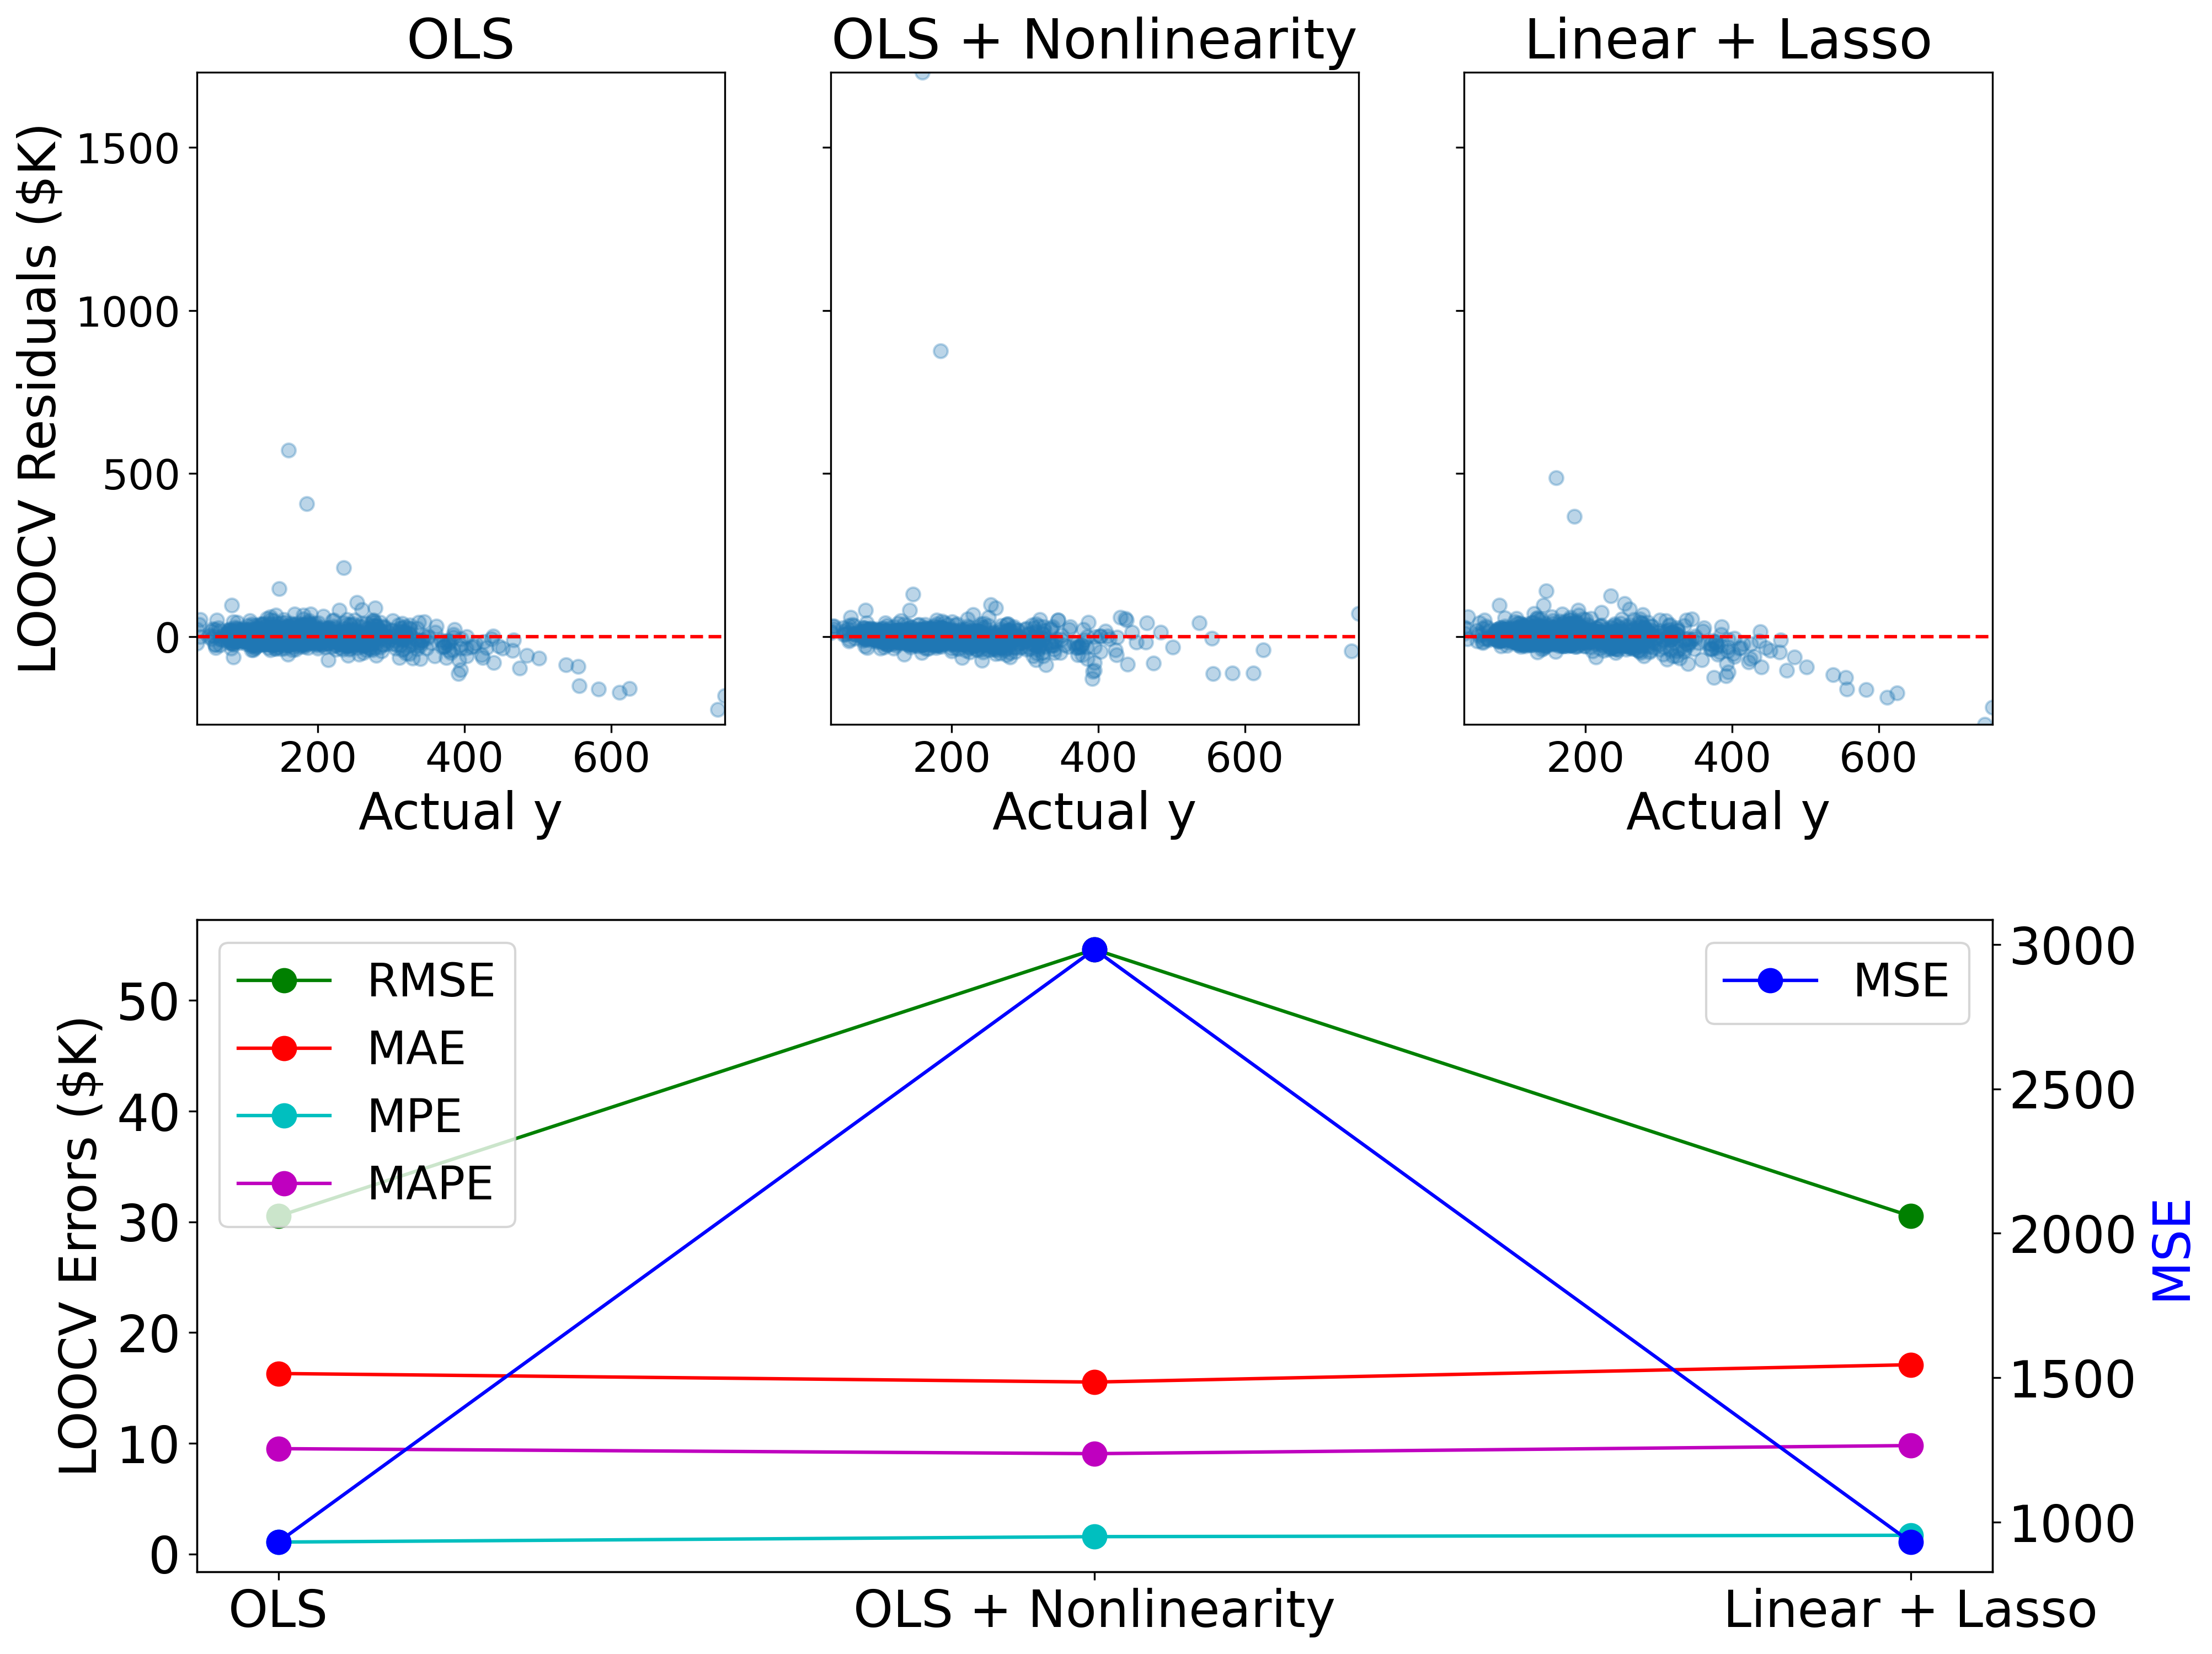 OLS
OLS + Nonlinearity
Linear + Lasso
LOOCV Residuals ($K)
1500
1000
500
0
200 400 600
200 400 600
200 400 600
Actual y
Actual y
Actual y
LOOCV Errors ($K)
50
40
30
20
10
0
RMSE
MAE
MPE
MAPE
MSE
3000
2500
2000
1500
1000
MSE
OLS
OLS + Nonlinearity
Linear + Lasso